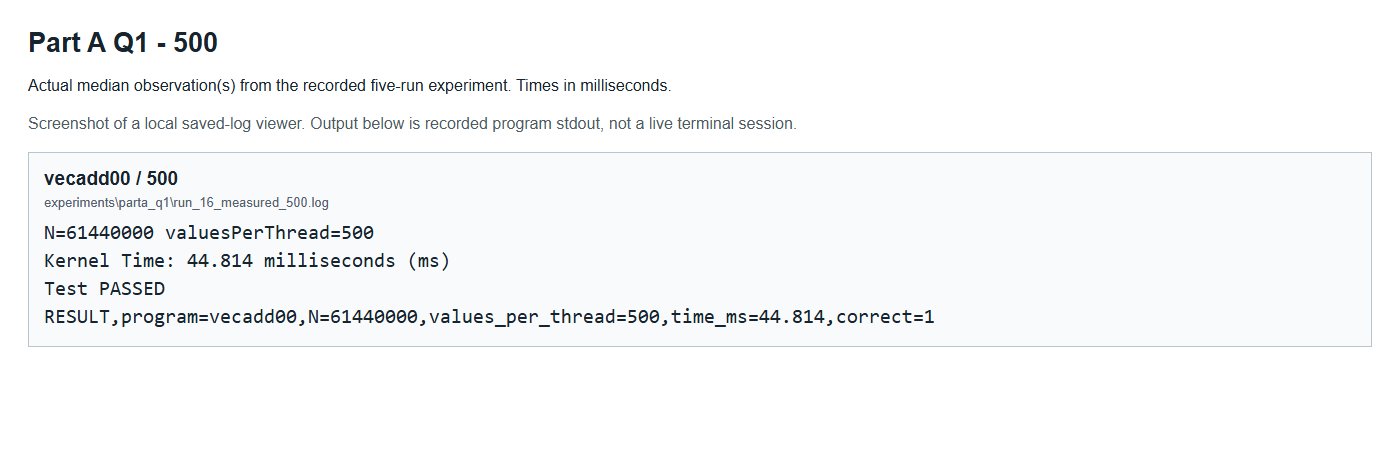 Part A Q1 - 500
Actual median observation(s) from the recorded five-run experiment. Times in milliseconds.
Screenshot of a local saved-log viewer. Output below is recorded program stdout, not a live terminal session.
vecadd00 / 500
experiments\parta_q1\run_16_measured_500.log
N=61440000 valuesPerThread=500
Kernel Time: 44.814 milliseconds (ms)
Test PASSED
RESULT,program=vecadd00,N=61440000,values_per_thread=500,time_ms=44.814,correct=1